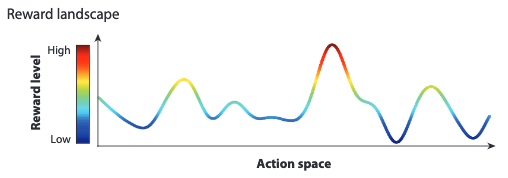 Reward landscape
High
Reward level
Low
Action space